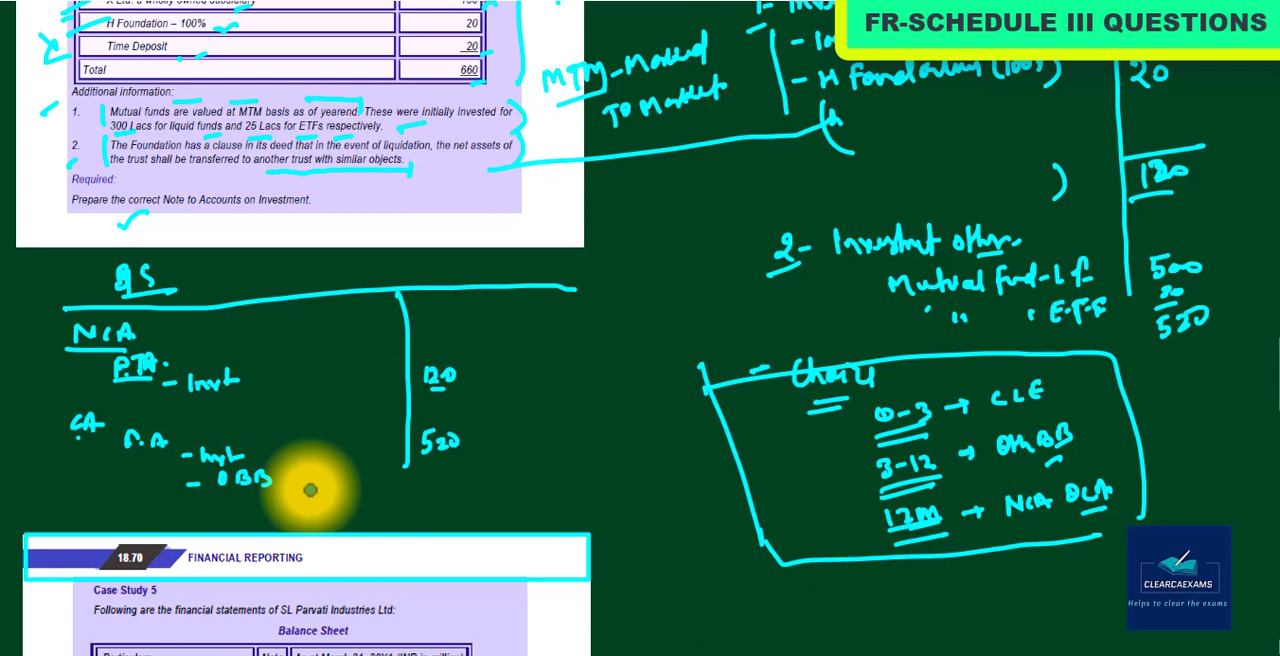 FR-SCHEDULE III QUESTIONS
H Foundation – 100% 20
Time Deposit 20
Total 660
Additional information:
1. Mutual funds are valued at MTM basis as of yearend. These were initially invested for
300 Lacs for liquid funds and 25 Lacs for ETFs respectively.
2. The Foundation has a clause in its deed that in the event of liquidation, the net assets of
the trust shall be transferred to another trust with similar objects.
Required:
Prepare the correct Note to Accounts on Investment.
MTM - Marked
To Market
- H Foundation (100%) 20
120
2- Investment other
Mutual Fund - L.F. 500
" " " E.T.F 20
520
BS
NCA
- Invt 120
CA
F.A
- Invt 520
- OBB
0-3 → CCE
3-12 → Oth BB
12M → NCA
18.70 FINANCIAL REPORTING
Case Study 5
Following are the financial statements of SL Parvati Industries Ltd:
Balance Sheet
CLEARCAEXAMS
Helps to clear the exams